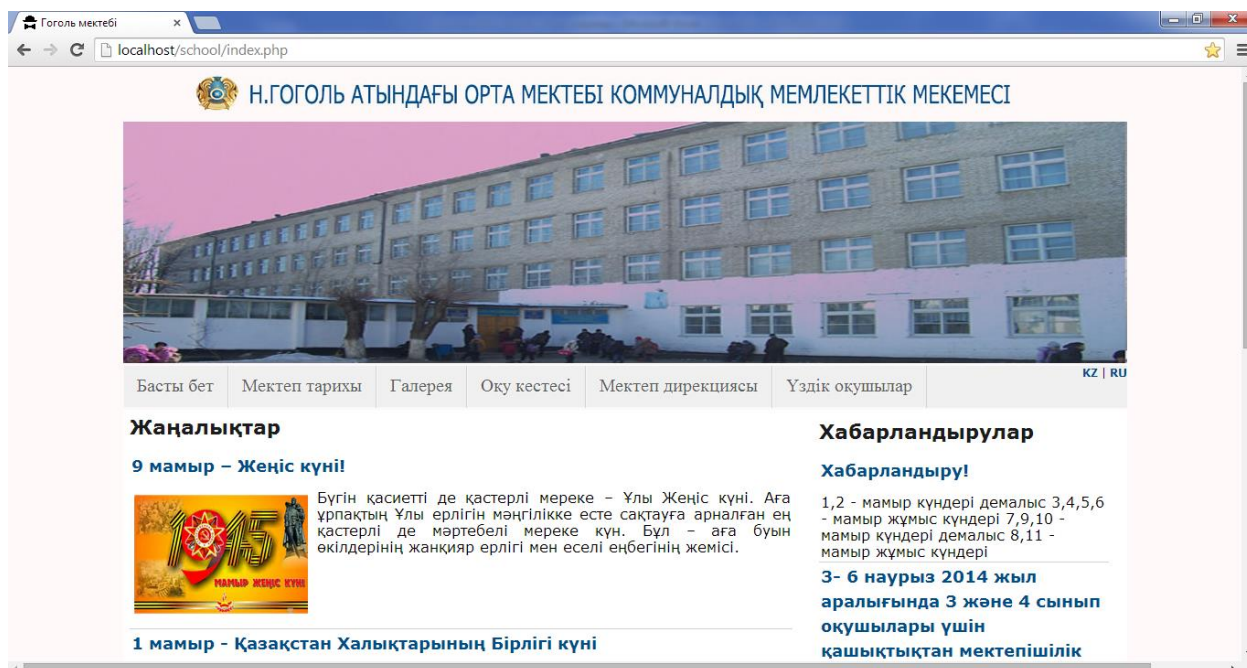 Гоголь мектебі
localhost/school/index.php
Н.ГОГОЛЬ АТЫНДАҒЫ ОРТА МЕКТЕБІ КОММУНАЛДЫҚ МЕМЛЕКЕТТІК МЕКЕМЕСІ
Басты бет Мектеп тарихы Галерея Оқу кестесі Мектеп дирекциясы Үздік оқушылар
KZ | RU
Жаңалықтар
9 мамыр – Жеңіс күні!
1945
МАМЫР ЖЕҢІС КҮНІ
Бүгін қасиетті де қастерлі мереке – Ұлы Жеңіс күні. Аға
ұрпақтың Ұлы ерлігін мәңгілікке есте сақтауға арналған ең
қастерлі де мәртебелі мереке күн. Бұл – аға буын
өкілдерінің жанқияр ерлігі мен еселі еңбегінің жемісі.
1 мамыр - Қазақстан Халықтарының Бірлігі күні
Хабарландырулар
Хабарландыру!
1,2 - мамыр күндері демалыс 3,4,5,6
- мамыр жұмыс күндері 7,9,10 -
мамыр күндері демалыс 8,11 -
мамыр жұмыс күндері
3- 6 наурыз 2014 жыл
аралығында 3 және 4 сынып
оқушылары үшін
қашықтықтан мектепішілік